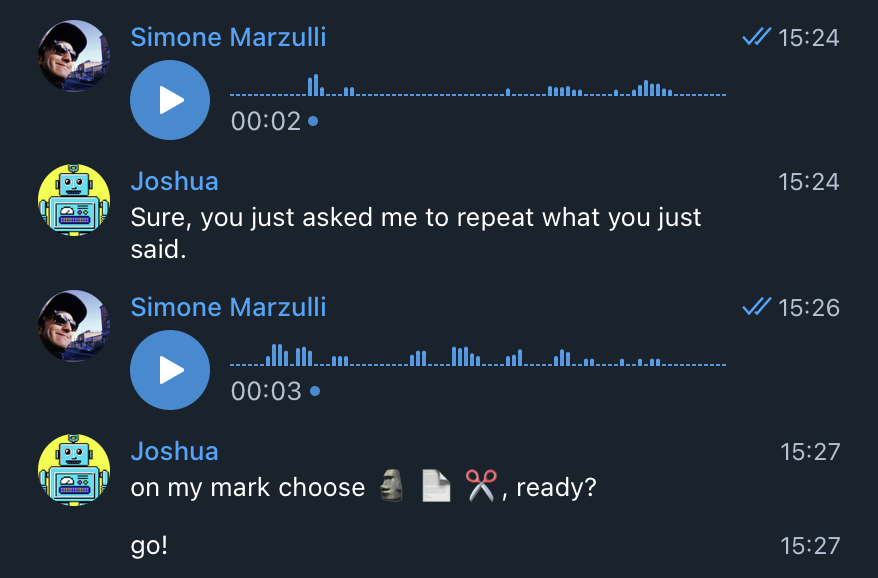 Simone Marzulli 15:24
00:02
Joshua 15:24
Sure, you just asked me to repeat what you just
said.
Simone Marzulli 15:26
00:03
Joshua 15:27
on my mark choose 🗿 📄 ✂️, ready?
go! 15:27